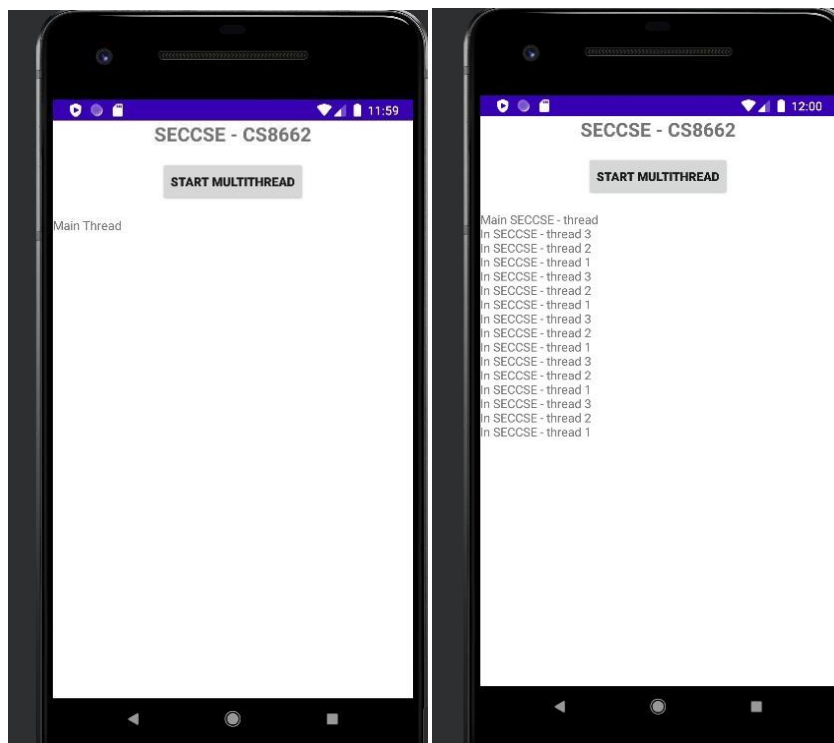 11:59
SECCSE - CS8662
START MULTITHREAD
Main Thread
12:00
SECCSE - CS8662
START MULTITHREAD
Main SECCSE - thread
In SECCSE - thread 3
In SECCSE - thread 2
In SECCSE - thread 1
In SECCSE - thread 3
In SECCSE - thread 2
In SECCSE - thread 1
In SECCSE - thread 3
In SECCSE - thread 2
In SECCSE - thread 1
In SECCSE - thread 3
In SECCSE - thread 2
In SECCSE - thread 1
In SECCSE - thread 3
In SECCSE - thread 2
In SECCSE - thread 1